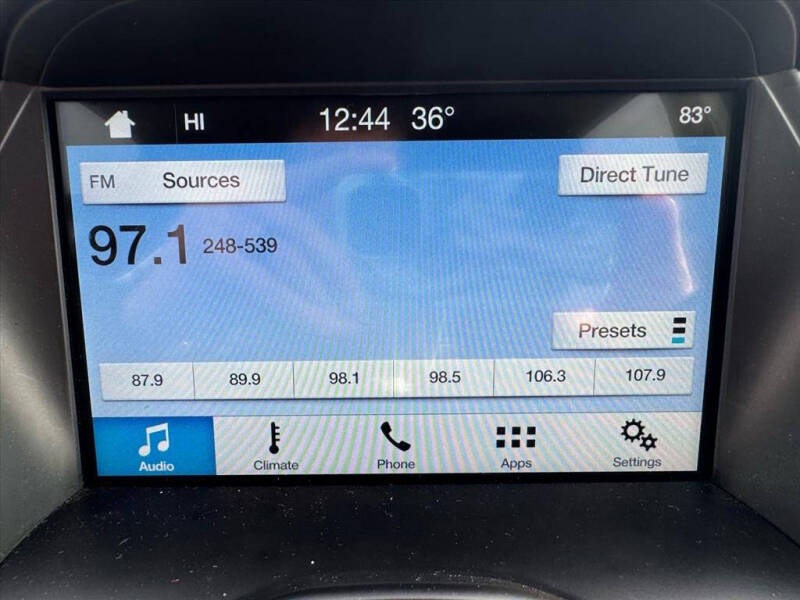 HI 12:44 36° 83°
FM Sources Direct Tune
97.1 248-539
Presets
87.9 89.9 98.1 98.5 106.3 107.9
Audio Climate Phone Apps Settings